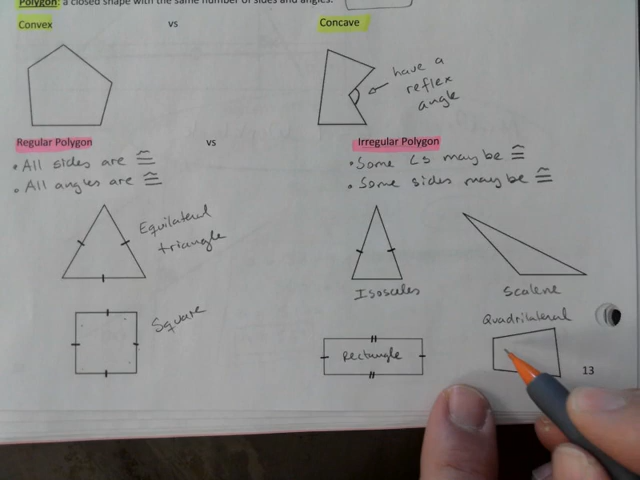 Polygon: a closed shape with the same number of sides and angles.
Convex vs Concave
have a
reflex
angle
Regular Polygon vs Irregular Polygon
• All sides are ≅
• All angles are ≅
• Some ∠s may be ≅
• Some sides may be ≅
Equilateral
triangle
Isosceles
Scalene
Square
Quadrilateral
Rectangle
13